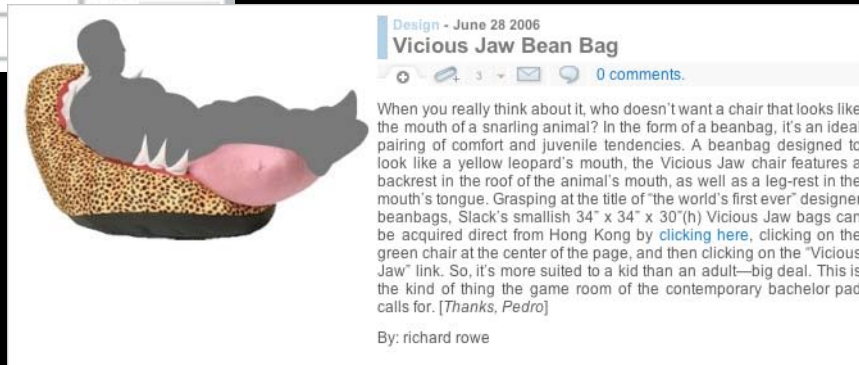 Design - June 28 2006
Vicious Jaw Bean Bag
3
0 comments.
When you really think about it, who doesn't want a chair that looks like
the mouth of a snarling animal? In the form of a beanbag, it's an ideal
pairing of comfort and juvenile tendencies. A beanbag designed to
look like a yellow leopard's mouth, the Vicious Jaw chair features a
backrest in the roof of the animal's mouth, as well as a leg-rest in the
mouth's tongue. Grasping at the title of "the world's first ever" designer
beanbags, Slack's smallish 34" x 34" x 30"(h) Vicious Jaw bags can
be acquired direct from Hong Kong by clicking here, clicking on the
green chair at the center of the page, and then clicking on the "Vicious
Jaw" link. So, it's more suited to a kid than an adult—big deal. This is
the kind of thing the game room of the contemporary bachelor pad
calls for. [Thanks, Pedro]
By: richard rowe